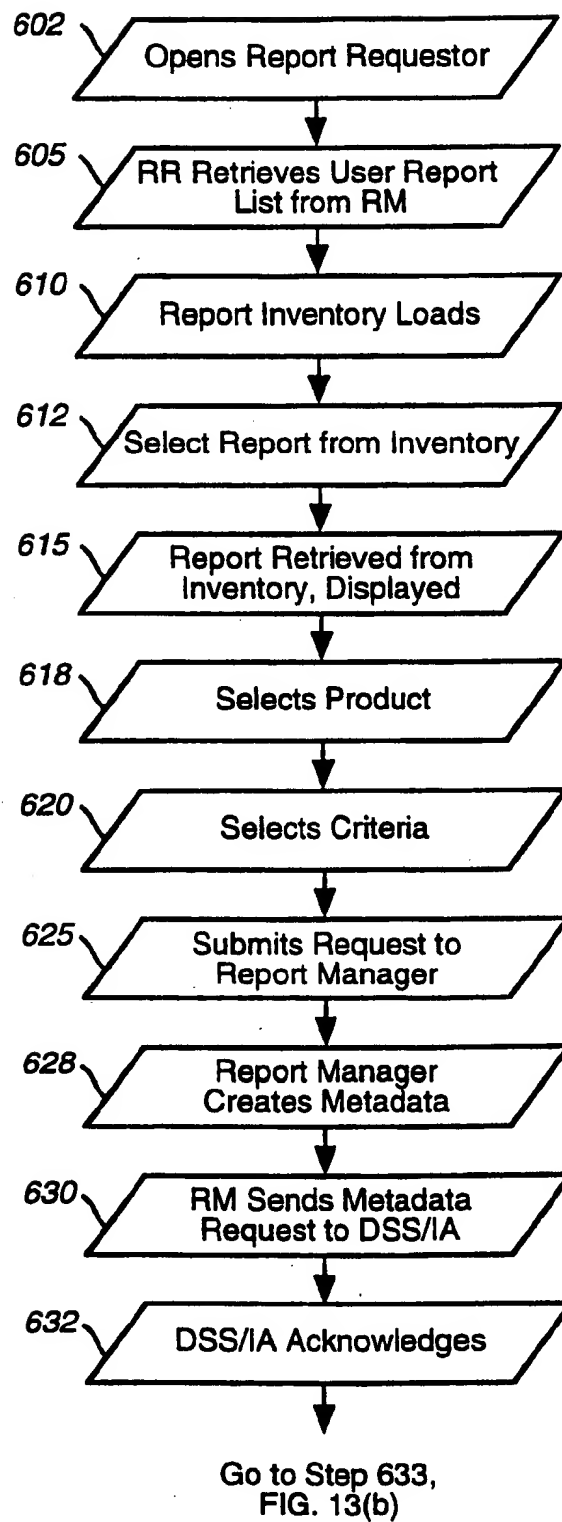 602
Opens Report Requestor
605
RR Retrieves User Report
List from RM
610
Report Inventory Loads
612
Select Report from Inventory
615
Report Retrieved from
Inventory, Displayed
618
Selects Product
620
Selects Criteria
625
Submits Request to
Report Manager
628
Report Manager
Creates Metadata
630
RM Sends Metadata
Request to DSS/IA
632
DSS/IA Acknowledges
Go to Step 633,
FIG. 13(b)